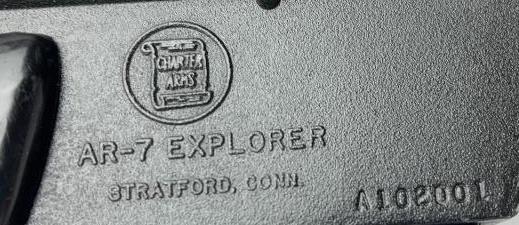 CHARTER
ARMS
AR-7 EXPLORER
STRATFORD, CONN.
A102001